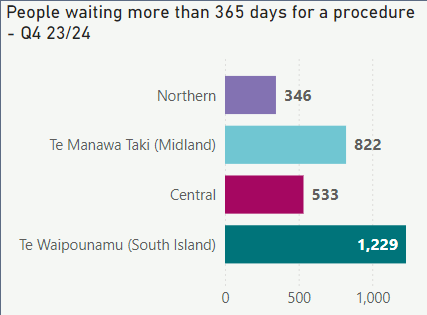 People waiting more than 365 days for a procedure
- Q4 23/24
Northern 346
Te Manawa Taki (Midland) 822
Central 533
Te Waipounamu (South Island) 1,229
0 500 1,000